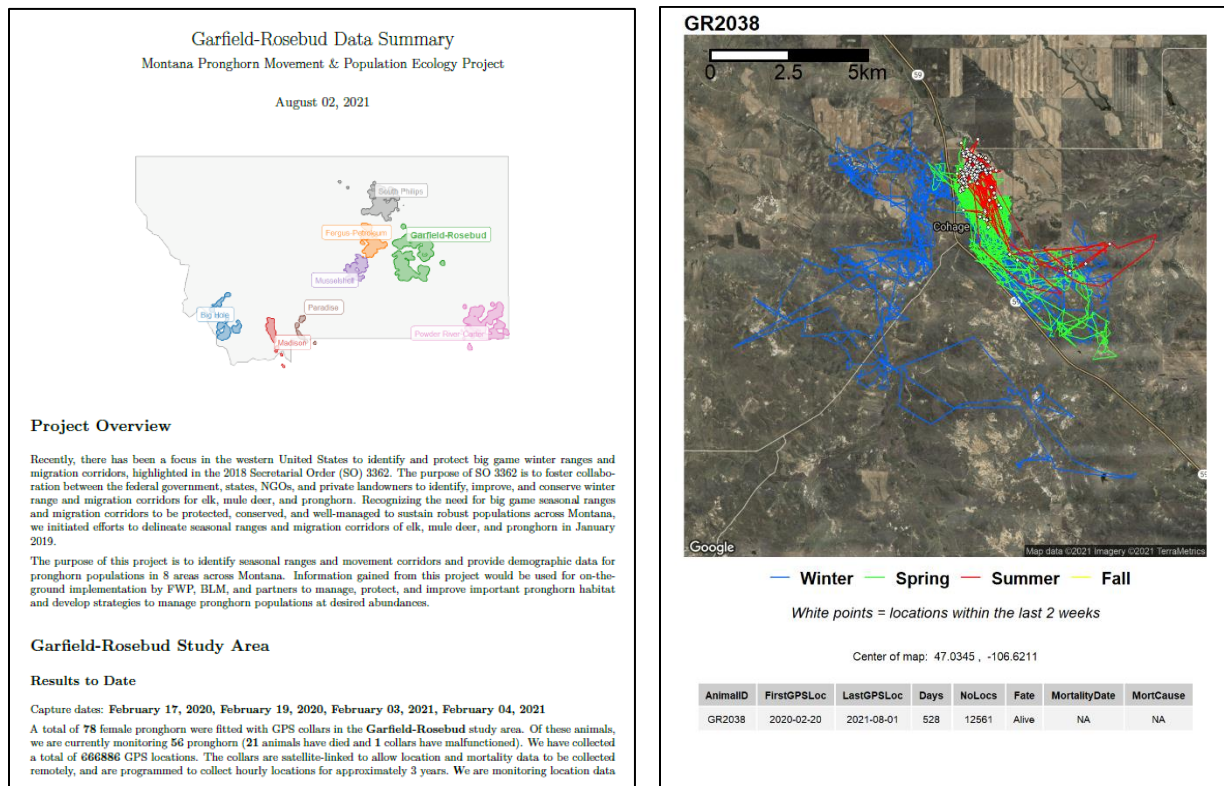 Garfield-Rosebud Data Summary
Montana Pronghorn Movement & Population Ecology Project
August 02, 2021
South Phillips
Fergus-Petroleum
Garfield-Rosebud
Musselshell
Big Hole
Paradise
Madison
Powder River Carter
Project Overview
Recently, there has been a focus in the western United States to identify and protect big game winter ranges and
migration corridors, highlighted in the 2018 Secretarial Order (SO) 3362. The purpose of SO 3362 is to foster collabo-
ration between the federal government, states, NGOs, and private landowners to identify, improve, and conserve winter
range and migration corridors for elk, mule deer, and pronghorn. Recognizing the need for big game seasonal ranges
and migration corridors to be protected, conserved, and well-managed to sustain robust populations across Montana,
we initiated efforts to delineate seasonal ranges and migration corridors of elk, mule deer, and pronghorn in January
2019.
The purpose of this project is to identify seasonal ranges and movement corridors and provide demographic data for
pronghorn populations in 8 areas across Montana. Information gained from this project would be used for on-the-
ground implementation by FWP, BLM, and partners to manage, protect, and improve important pronghorn habitat
and develop strategies to manage pronghorn populations at desired abundances.
Garfield-Rosebud Study Area
Results to Date
Capture dates: February 17, 2020, February 19, 2020, February 03, 2021, February 04, 2021
A total of 78 female pronghorn were fitted with GPS collars in the Garfield-Rosebud study area. Of these animals,
we are currently monitoring 56 pronghorn (21 animals have died and 1 collars have malfunctioned). We have collected
a total of 666886 GPS locations. The collars are satellite-linked to allow location and mortality data to be collected
remotely, and are programmed to collect hourly locations for approximately 3 years. We are monitoring location data
GR2038
0 2.5 5km
59
Cohagen
59
59
Google
Map data ©2021 Imagery ©2021 TerraMetrics
Winter Spring Summer Fall
White points = locations within the last 2 weeks
Center of map: 47.0345 , -106.6211
AnimalID FirstGPSLoc LastGPSLoc Days NoLocs Fate MortalityDate MortCause
GR2038 2020-02-20 2021-08-01 528 12561 Alive NA NA